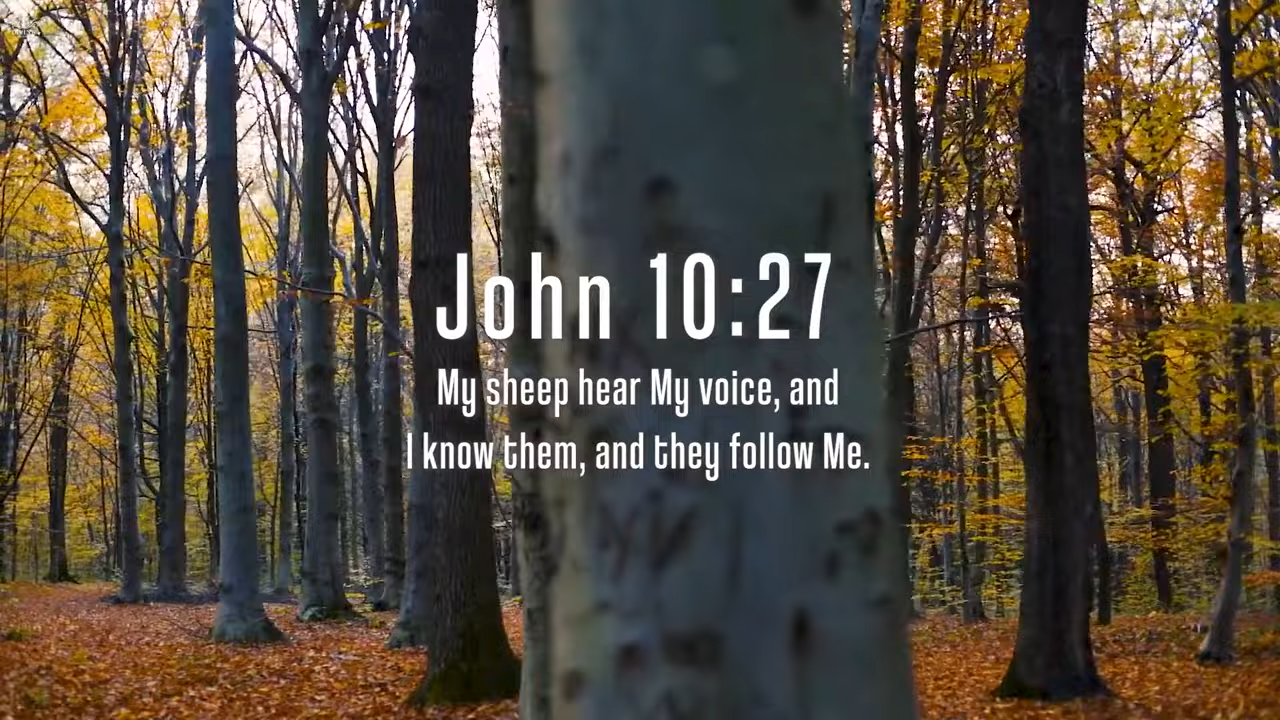 John 10:27
My sheep hear My voice, and
I know them, and they follow Me.